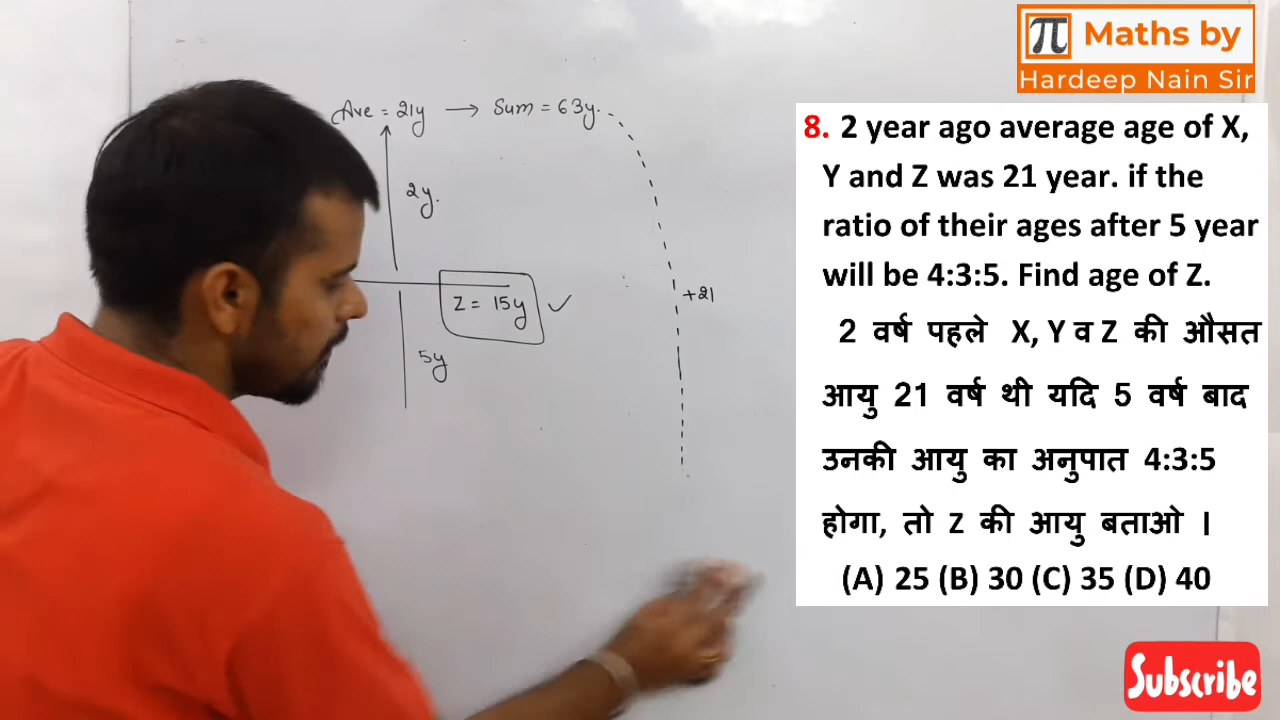 π Maths by
Hardeep Nain Sir
Ave = 21y → Sum = 63y.
2y.
+21
Z = 15y ✓
5y
8. 2 year ago average age of X,
Y and Z was 21 year. if the
ratio of their ages after 5 year
will be 4:3:5. Find age of Z.
2 वर्ष पहले X, Y व Z की औसत
आयु 21 वर्ष थी यदि 5 वर्ष बाद
उनकी आयु का अनुपात 4:3:5
होगा, तो Z की आयु बताओ ।
(A) 25 (B) 30 (C) 35 (D) 40
Subscribe